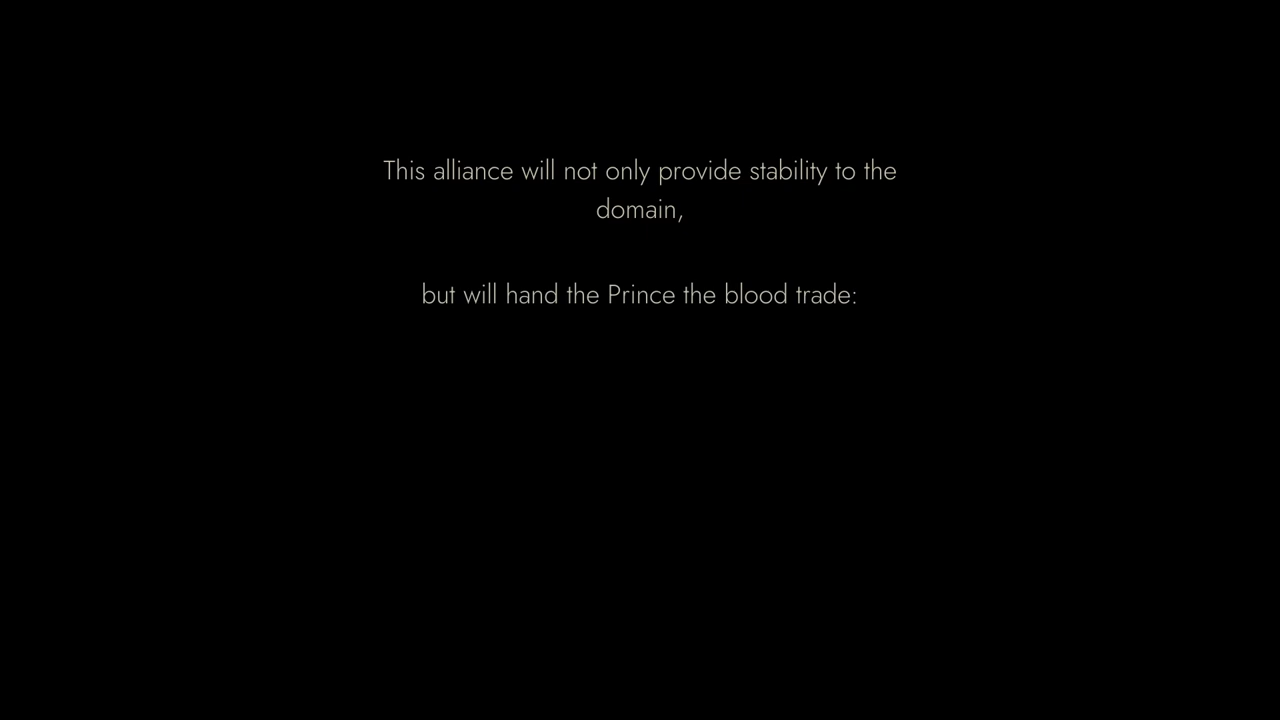 This alliance will not only provide stability to the
domain,
but will hand the Prince the blood trade: